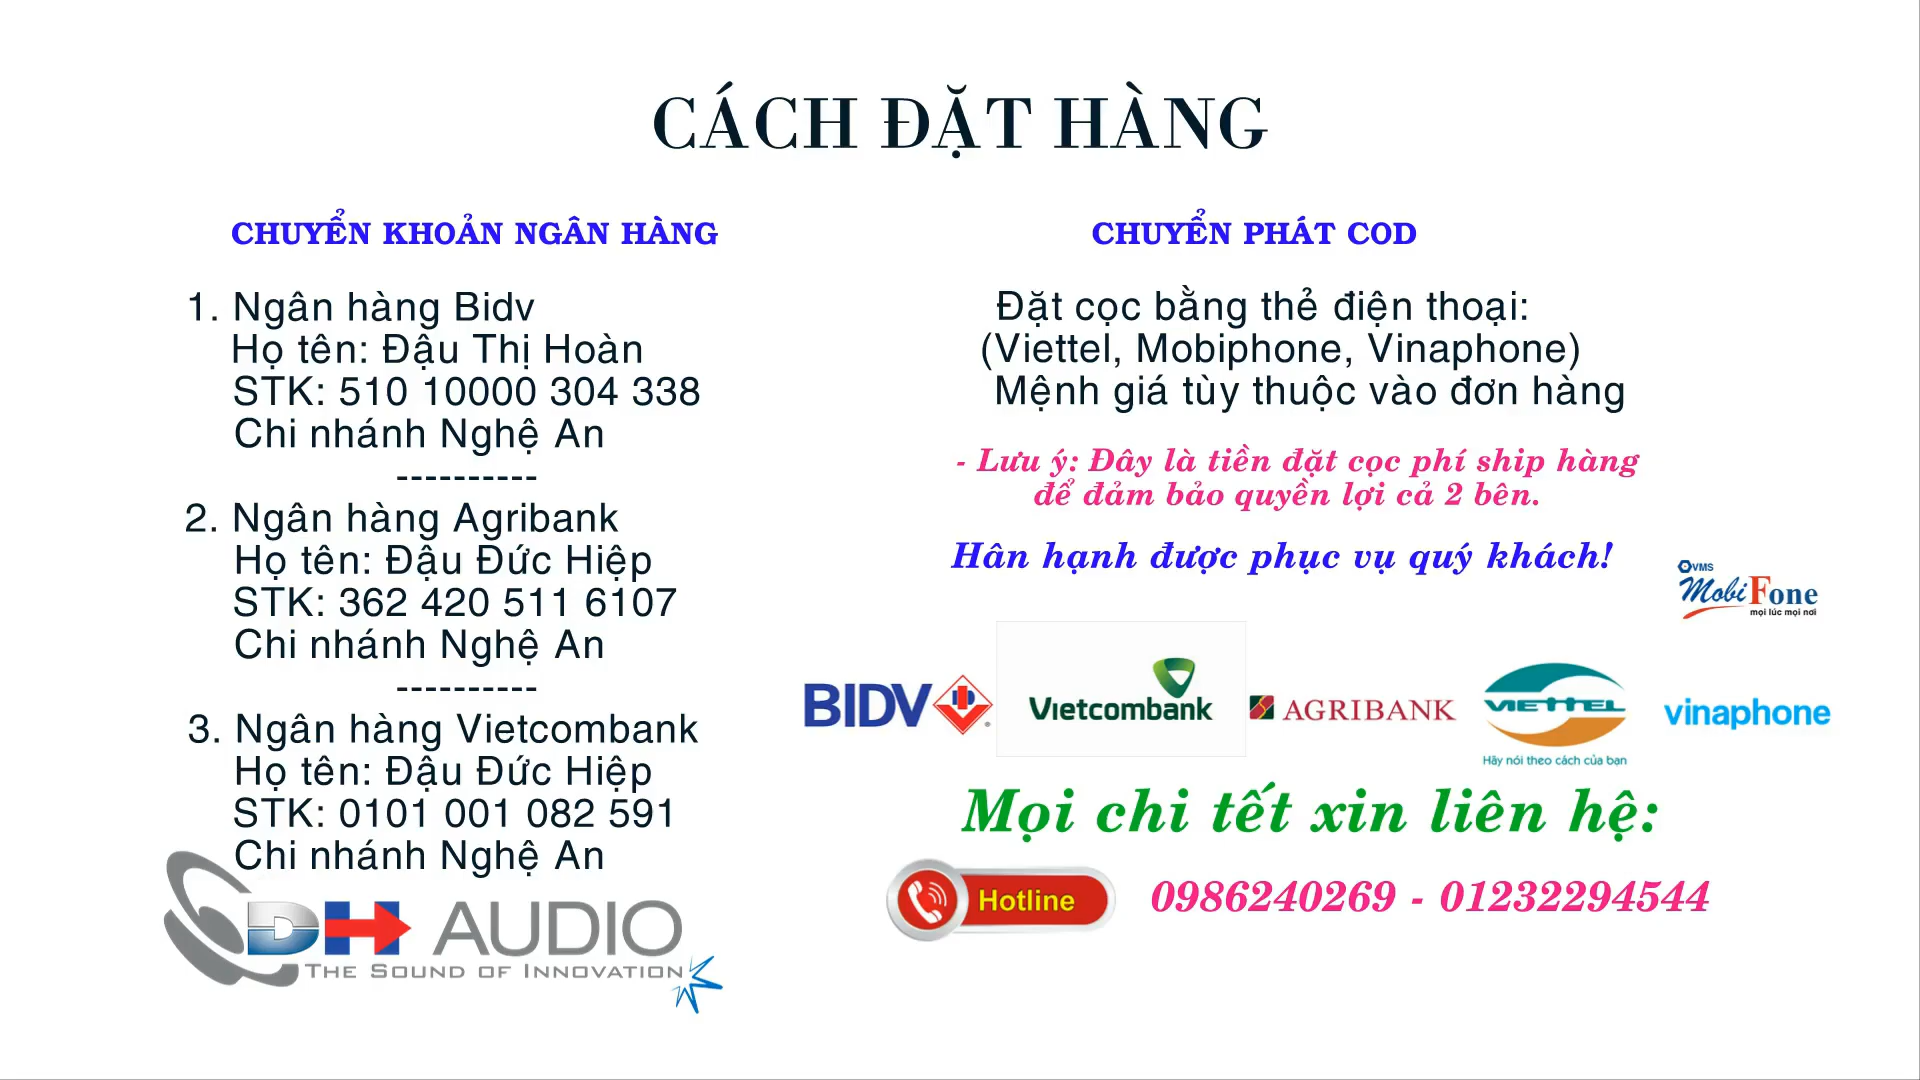 CÁCH ĐẶT HÀNG
CHUYỂN KHOẢN NGÂN HÀNG
1. Ngân hàng Bidv
Họ tên: Đậu Thị Hoàn
STK: 510 10000 304 338
Chi nhánh Nghệ An
----------
2. Ngân hàng Agribank
Họ tên: Đậu Đức Hiệp
STK: 362 420 511 6107
Chi nhánh Nghệ An
----------
3. Ngân hàng Vietcombank
Họ tên: Đậu Đức Hiệp
STK: 0101 001 082 591
Chi nhánh Nghệ An
DH AUDIO
THE SOUND OF INNOVATION
CHUYỂN PHÁT COD
Đặt cọc bằng thẻ điện thoại:
(Viettel, Mobiphone, Vinaphone)
Mệnh giá tùy thuộc vào đơn hàng
- Lưu ý: Đây là tiền đặt cọc phí ship hàng
để đảm bảo quyền lợi cả 2 bên.
Hân hạnh được phục vụ quý khách!
VMS
MobiFone
mọi lúc mọi nơi
BIDV
Vietcombank
AGRIBANK
VIETTEL
Hãy nói theo cách của bạn
vinaphone
Mọi chi tết xin liên hệ:
Hotline
0986240269 - 01232294544